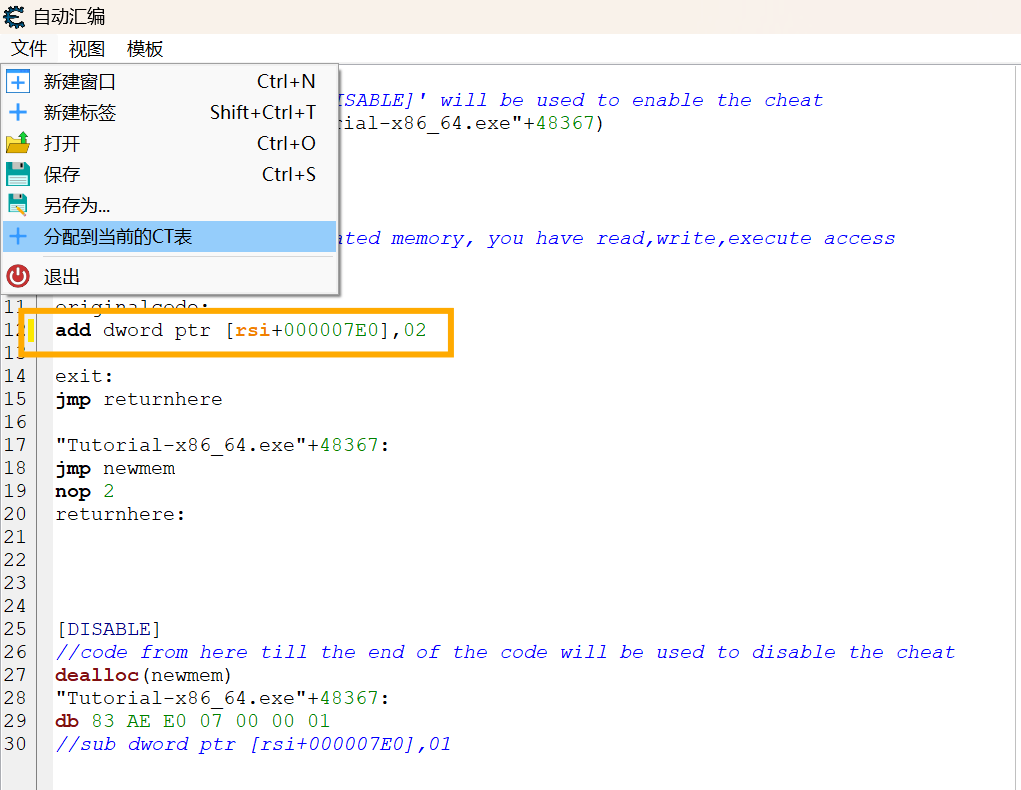 自动汇编
文件 视图 模板
新建窗口 Ctrl+N
新建标签 Shift+Ctrl+T
打开 Ctrl+O
保存 Ctrl+S
另存为...
分配到当前的CT表
退出
ISABLE]' will be used to enable the cheat
rial-x86_64.exe"+48367)
ated memory, you have read,write,execute access
11 originalcode:
12 add dword ptr [rsi+000007E0],02
13
14 exit:
15 jmp returnhere
16
17 "Tutorial-x86_64.exe"+48367:
18 jmp newmem
19 nop 2
20 returnhere:
21
22
23
24
25 [DISABLE]
26 //code from here till the end of the code will be used to disable the cheat
27 dealloc(newmem)
28 "Tutorial-x86_64.exe"+48367:
29 db 83 AE E0 07 00 00 01
30 //sub dword ptr [rsi+000007E0],01